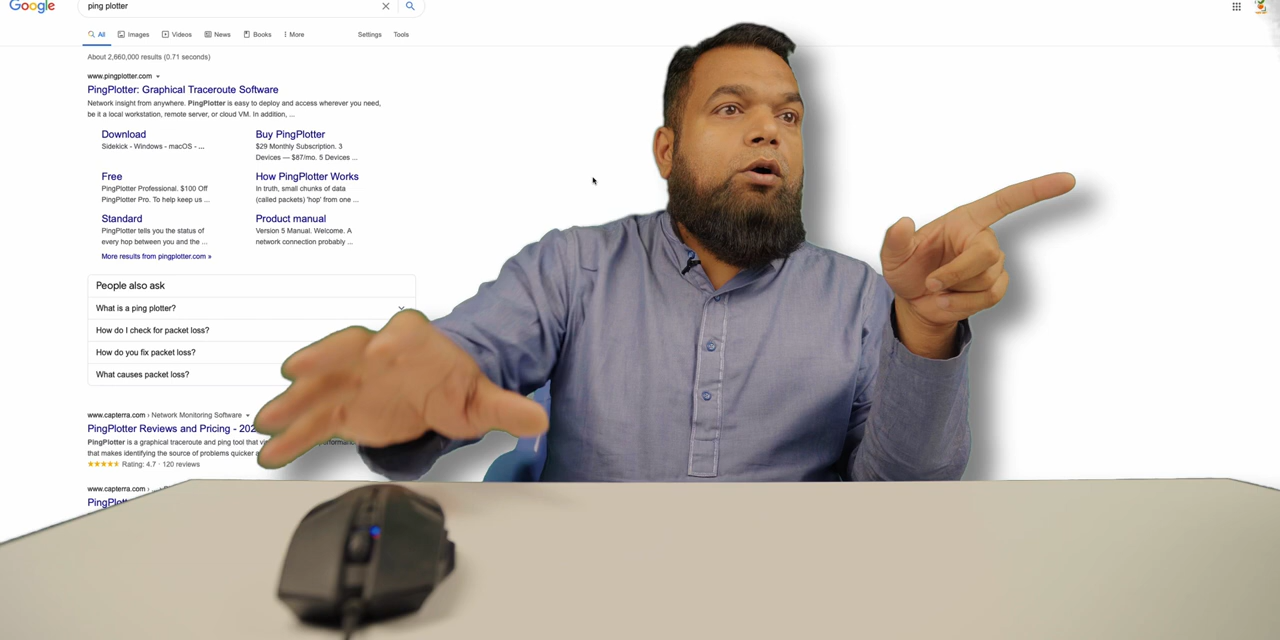 Google
ping plotter
All Images Videos News Books More Settings Tools
About 2,660,000 results (0.71 seconds)
www.pingplotter.com
PingPlotter: Graphical Traceroute Software
Network insight from anywhere. PingPlotter is easy to deploy and access wherever you need,
be it a local workstation, remote server, or cloud VM. In addition, ...
Download
Sidekick - Windows - macOS - ...
Buy PingPlotter
$29 Monthly Subscription. 3
Devices — $87/mo. 5 Devices ...
Free
PingPlotter Professional. $100 Off
PingPlotter Pro. To help keep us ...
How PingPlotter Works
In truth, small chunks of data
(called packets) 'hop' from one ...
Standard
PingPlotter tells you the status of
every hop between you and the ...
Product manual
Version 5 Manual. Welcome. A
network connection probably ...
More results from pingplotter.com »
People also ask
What is a ping plotter?
How do I check for packet loss?
How do you fix packet loss?
What causes packet loss?
www.capterra.com › Network Monitoring Software
PingPlotter Reviews and Pricing - 202
PingPlotter is a graphical traceroute and ping tool that
that makes identifying the source of problems quicker
Rating: 4.7 · 120 reviews
www.capterra.com ›